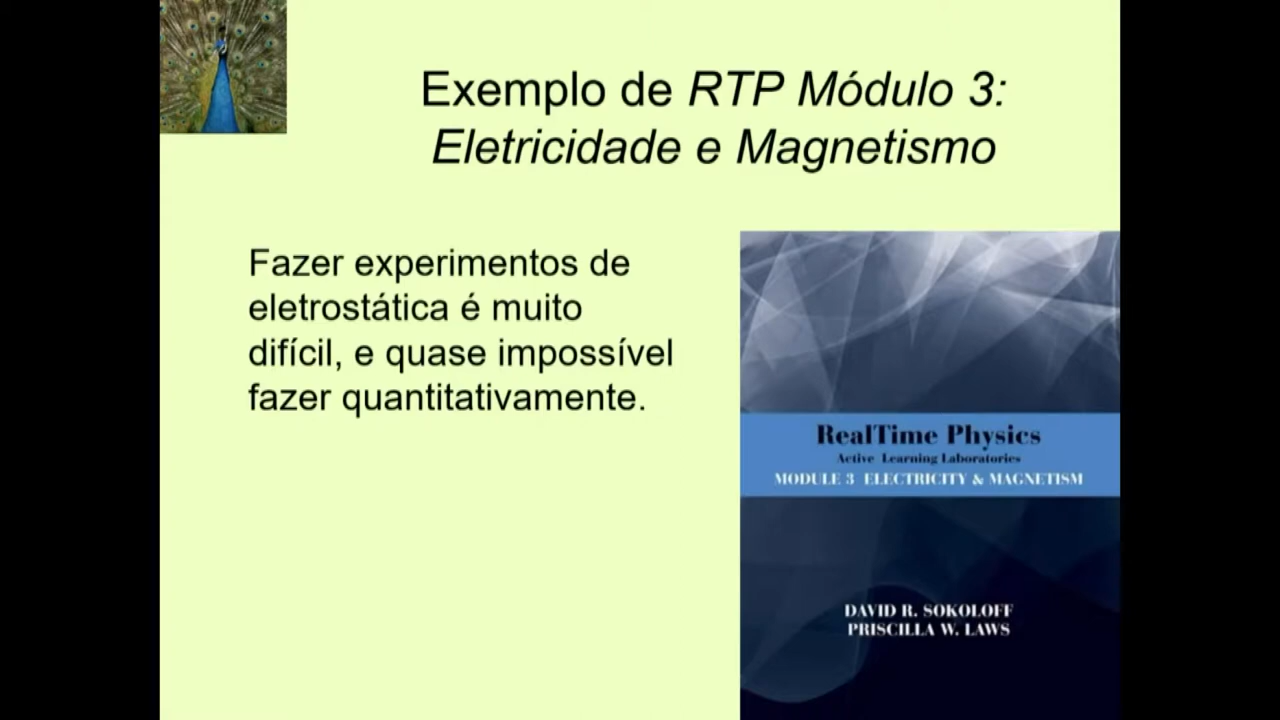 Exemplo de RTP Módulo 3:
Eletricidade e Magnetismo
Fazer experimentos de
eletrostática é muito
difícil, e quase impossível
fazer quantitativamente.
RealTime Physics
Active Learning Laboratories
MODULE 3 ELECTRICITY & MAGNETISM
DAVID R. SOKOLOFF
PRISCILLA W. LAWS